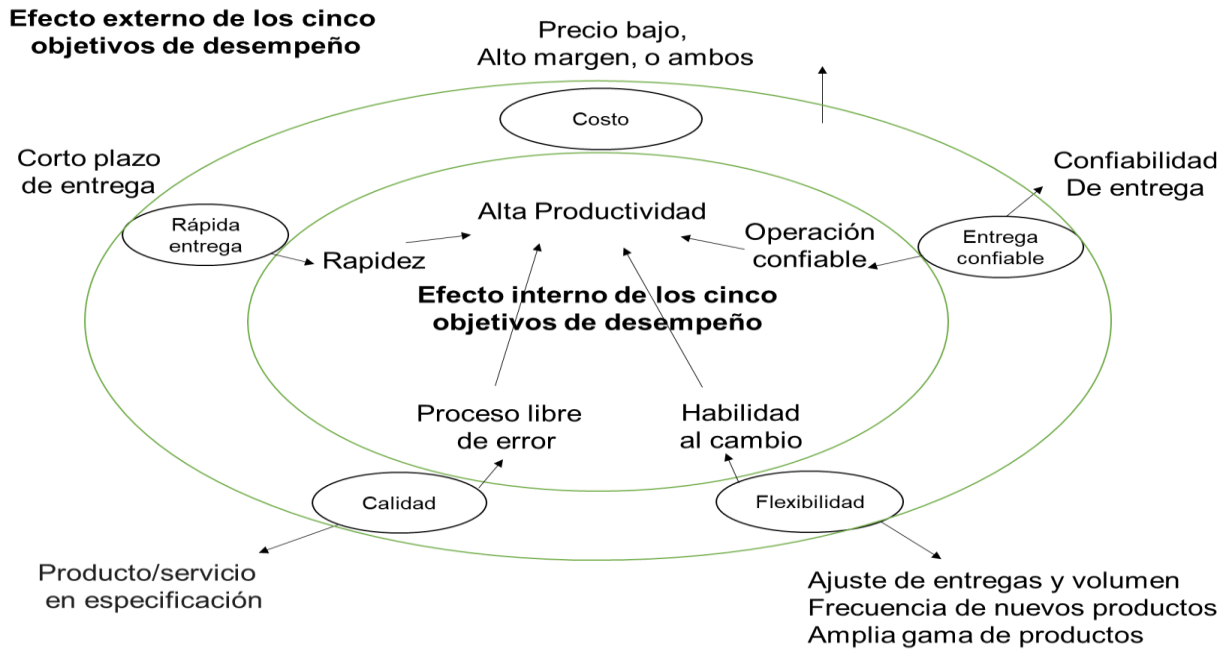 Efecto externo de los cinco
objetivos de desempeño
Precio bajo,
Alto margen, o ambos
Costo
Corto plazo
de entrega
Confiabilidad
De entrega
Rápida
entrega
Alta Productividad
Operación
confiable
Entrega
confiable
Rapidez
Efecto interno de los cinco
objetivos de desempeño
Proceso libre
de error
Habilidad
al cambio
Calidad
Flexibilidad
Producto/servicio
en especificación
Ajuste de entregas y volumen
Frecuencia de nuevos productos
Amplia gama de productos